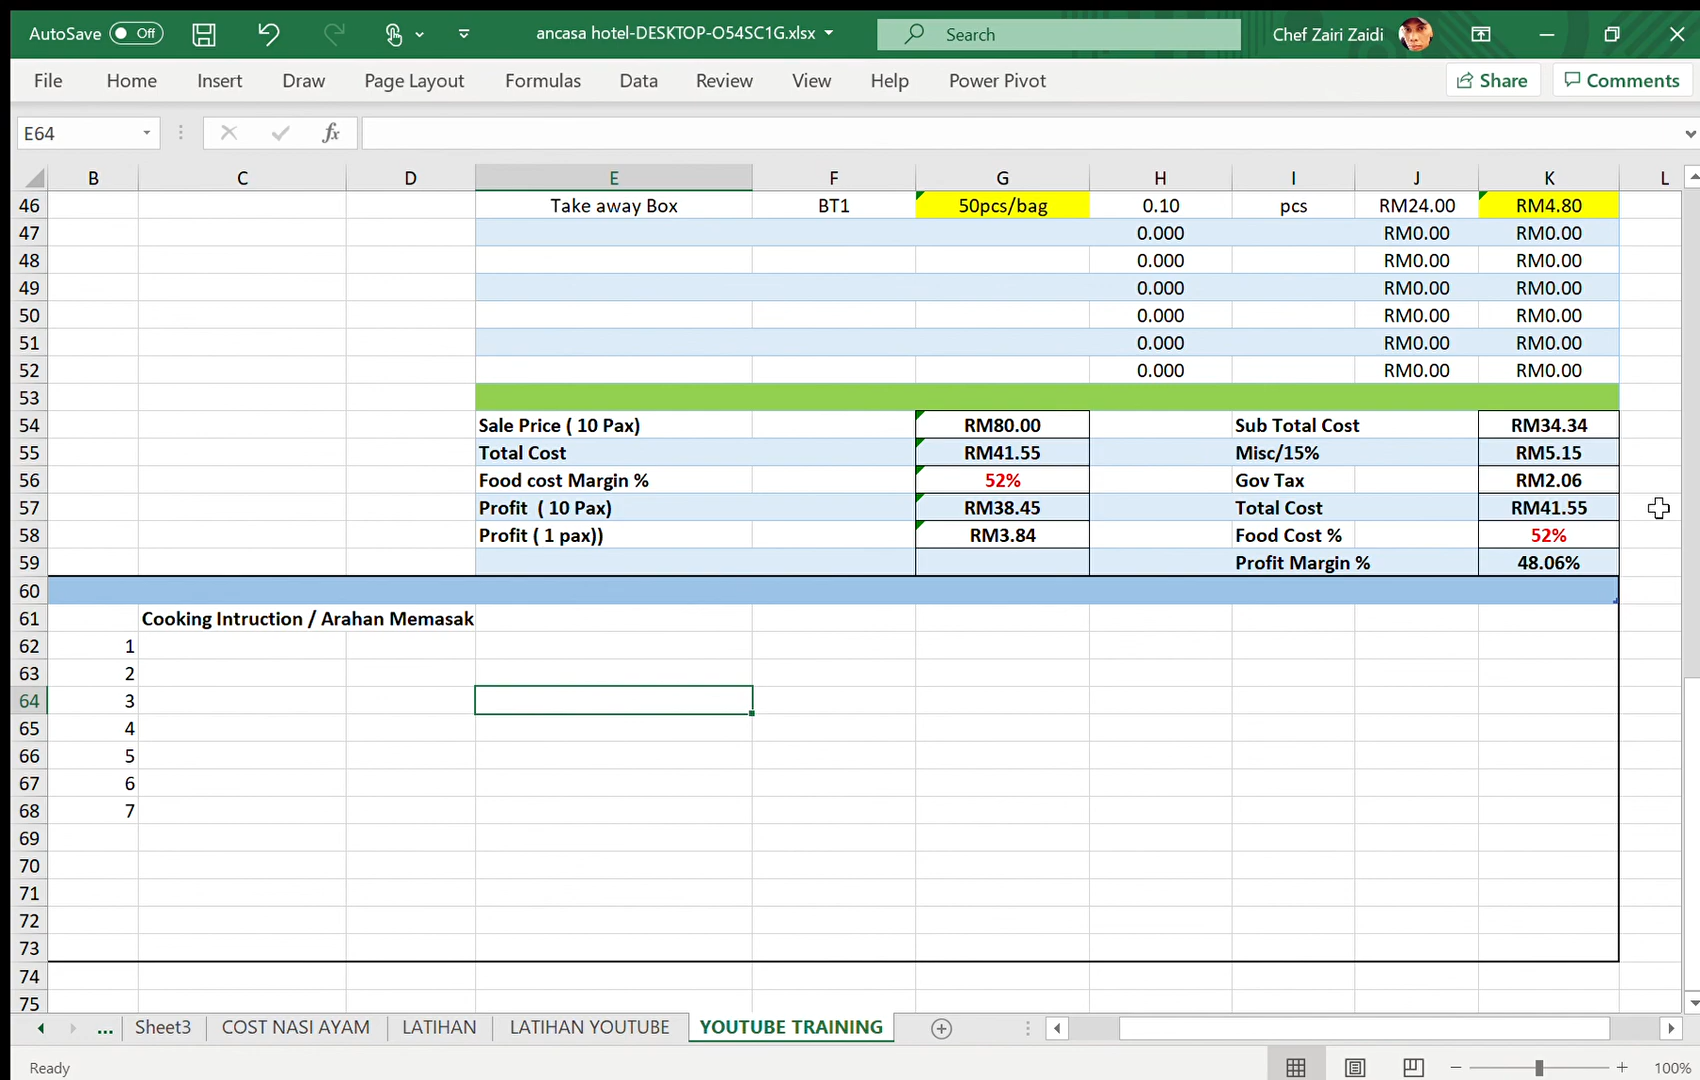 AutoSave Off ancasa hotel-DESKTOP-O54SC1G.xlsx Search Chef Zairi Zaidi
File Home Insert Draw Page Layout Formulas Data Review View Help Power Pivot Share Comments
E64 fx
B C D E F G H I J K L
46 Take away Box BT1 50pcs/bag 0.10 pcs RM24.00 RM4.80
47 0.000 RM0.00 RM0.00
48 0.000 RM0.00 RM0.00
49 0.000 RM0.00 RM0.00
50 0.000 RM0.00 RM0.00
51 0.000 RM0.00 RM0.00
52 0.000 RM0.00 RM0.00
53
54 Sale Price ( 10 Pax) RM80.00 Sub Total Cost RM34.34
55 Total Cost RM41.55 Misc/15% RM5.15
56 Food cost Margin % 52% Gov Tax RM2.06
57 Profit ( 10 Pax) RM38.45 Total Cost RM41.55
58 Profit ( 1 pax)) RM3.84 Food Cost % 52%
59 Profit Margin % 48.06%
60
61 Cooking Intruction / Arahan Memasak
62 1
63 2
64 3
65 4
66 5
67 6
68 7
69
70
71
72
73
74
75
... Sheet3 COST NASI AYAM LATIHAN LATIHAN YOUTUBE YOUTUBE TRAINING
Ready 100%